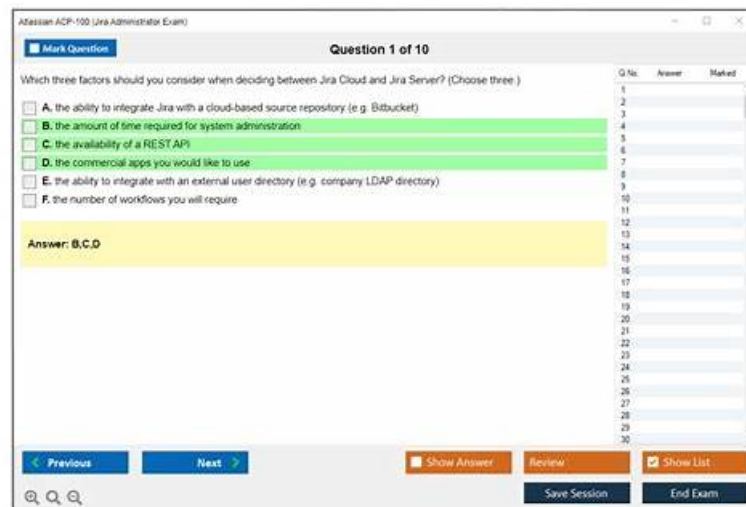 Atlassian ACP-100 (Jira Administrator Exam)
Mark Question
Question 1 of 10
Which three factors should you consider when deciding between Jira Cloud and Jira Server? (Choose three.)
A. the ability to integrate Jira with a cloud-based source repository (e.g. Bitbucket)
B. the amount of time required for system administration
C. the availability of a REST API
D. the commercial apps you would like to use
E. the ability to integrate with an external user directory (e.g. company LDAP directory)
F. the number of workflows you will require
Answer: B,C,D
Q.No. Answer Marked
1
2
3
4
5
6
7
8
9
10
11
12
13
14
15
16
17
18
19
20
21
22
23
24
25
26
27
28
29
30
Previous Next Show Answer Review Show List
Save Session End Exam